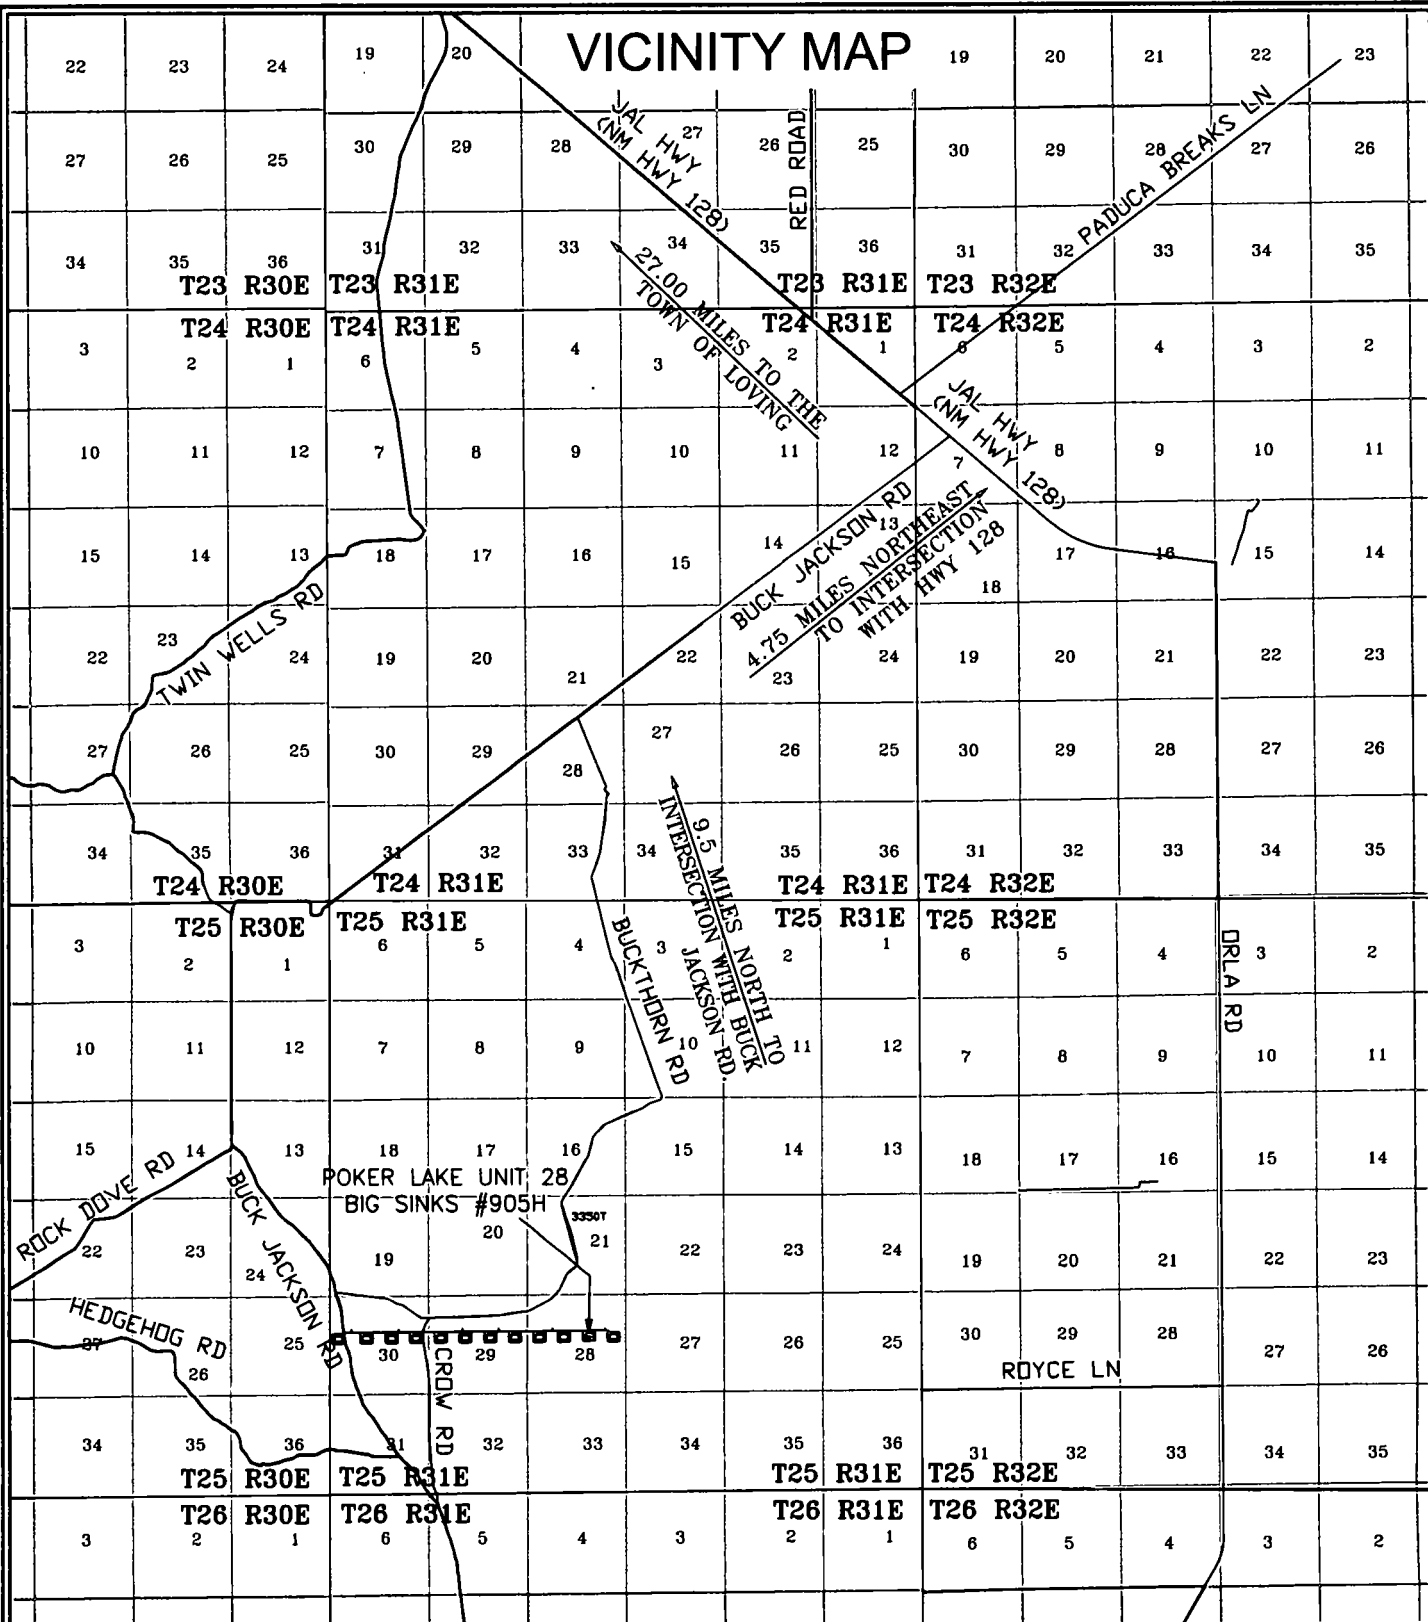 VICINITY MAP
22 23 24 19 20 19 20 21 22 23
JAL HWY
(NM HWY 128)
RED ROAD
PADUCA BREAKS LN
27 26 25 30 29 28 27 26 25 30 29 28 27 26
34 35 36 31 32 33 34 35 36 31 32 33 34 35
T23 R30E T23 R31E T23 R31E T23 R32E
27.00 MILES TO THE
TOWN OF LOVING
T24 R30E T24 R31E T24 R31E T24 R32E
3 2 1 6 5 4 3 2 1 6 5 4 3 2
JAL HWY
(NM HWY 128)
10 11 12 7 8 9 10 11 12 7 8 9 10 11
BUCK JACKSON RD
4.75 MILES NORTHEAST
TO INTERSECTION
WITH HWY 128
15 14 13 18 17 16 15 14 13 18 17 16 15 14
TWIN WELLS RD
22 23 24 19 20 21 22 23 24 19 20 21 22 23
27 26 25 30 29 28 27 26 25 30 29 28 27 26
9.5 MILES NORTH TO
INTERSECTION WITH BUCK
JACKSON RD.
34 35 36 31 32 33 34 35 36 31 32 33 34 35
T24 R30E T24 R31E T24 R31E T24 R32E
T25 R30E T25 R31E T25 R31E T25 R32E
3 2 1 6 5 4 3 2 1 6 5 4 3 2
BUCKTHORN RD
ORLA RD
10 11 12 7 8 9 10 11 12 7 8 9 10 11
15 14 13 18 17 16 15 14 13 18 17 16 15 14
ROCK DOVE RD
BUCK JACKSON RD
POKER LAKE UNIT 28
BIG SINKS #905H
3350T
22 23 24 19 20 21 22 23 24 19 20 21 22 23
HEDGEHOG RD
27 26 25 30 29 28 27 26 25 30 29 28 27 26
CROW RD
ROYCE LN
34 35 36 31 32 33 34 35 36 31 32 33 34 35
T25 R30E T25 R31E T25 R31E T25 R32E
T26 R30E T26 R31E T26 R31E T26 R32E
3 2 1 6 5 4 3 2 1 6 5 4 3 2